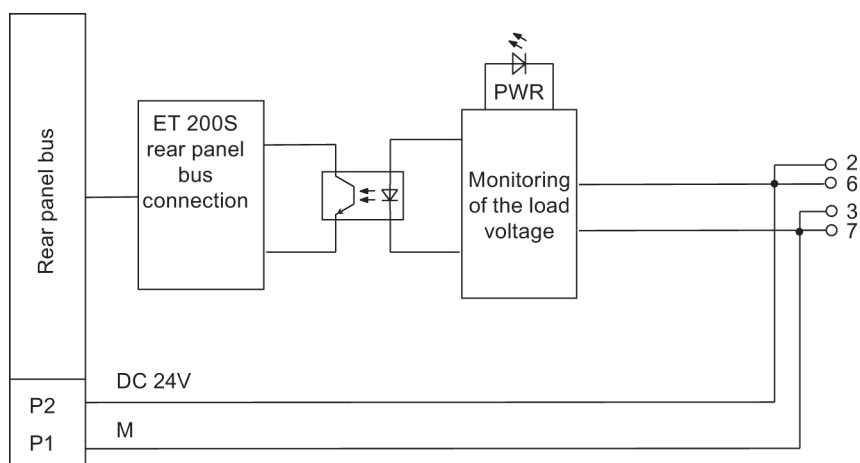 Rear panel bus
ET 200S
rear panel
bus
connection
PWR
Monitoring
of the load
voltage
2
6
3
7
DC 24V
P2
M
P1